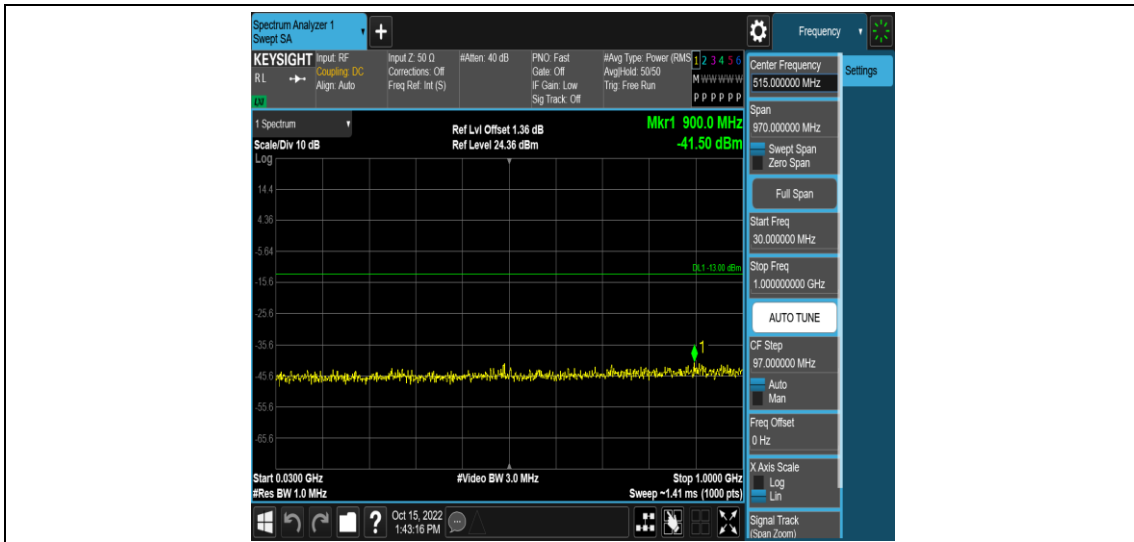 Spectrum Analyzer 1
Swept SA
+
Frequency
KEYSIGHT
RL
LXI
Input: RF
Coupling: DC
Align: Auto
Input Z: 50 Ω
Corrections: Off
Freq Ref: Int (S)
#Atten: 40 dB
PNO: Fast
Gate: Off
IF Gain: Low
Sig Track: Off
#Avg Type: Power (RMS
Avg|Hold: 50/50
Trig: Free Run
1 2 3 4 5 6
M W W W W W
P P P P P P
Center Frequency
515.000000 MHz
Settings
1 Spectrum
Scale/Div 10 dB
Ref Lvl Offset 1.36 dB
Ref Level 24.36 dBm
Mkr1 900.0 MHz
-41.50 dBm
Log
14.4
4.36
-5.64
-15.6
-25.6
-35.6
-45.6
-55.6
-65.6
DL1 -13.00 dBm
1
Start 0.0300 GHz
#Res BW 1.0 MHz
#Video BW 3.0 MHz
Stop 1.0000 GHz
Sweep ~1.41 ms (1000 pts)
Span
970.000000 MHz
Swept Span
Zero Span
Full Span
Start Freq
30.000000 MHz
Stop Freq
1.000000000 GHz
AUTO TUNE
CF Step
97.000000 MHz
Auto
Man
Freq Offset
0 Hz
X Axis Scale
Log
Lin
Signal Track
(Span Zoom)
?
Oct 15, 2022
1:43:16 PM